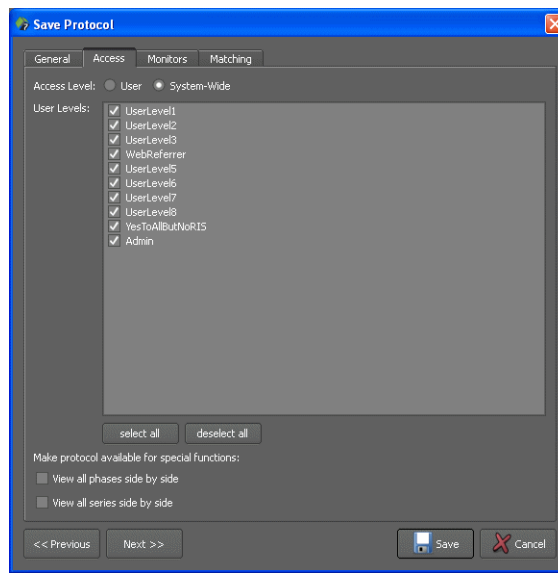 Save Protocol
General Access Monitors Matching
Access Level: User System-Wide
User Levels:
UserLevel1
UserLevel2
UserLevel3
WebReferrer
UserLevel5
UserLevel6
UserLevel7
UserLevel8
YesToAllButNoRIS
Admin
select all deselect all
Make protocol available for special functions:
View all phases side by side
View all series side by side
<< Previous Next >> Save Cancel